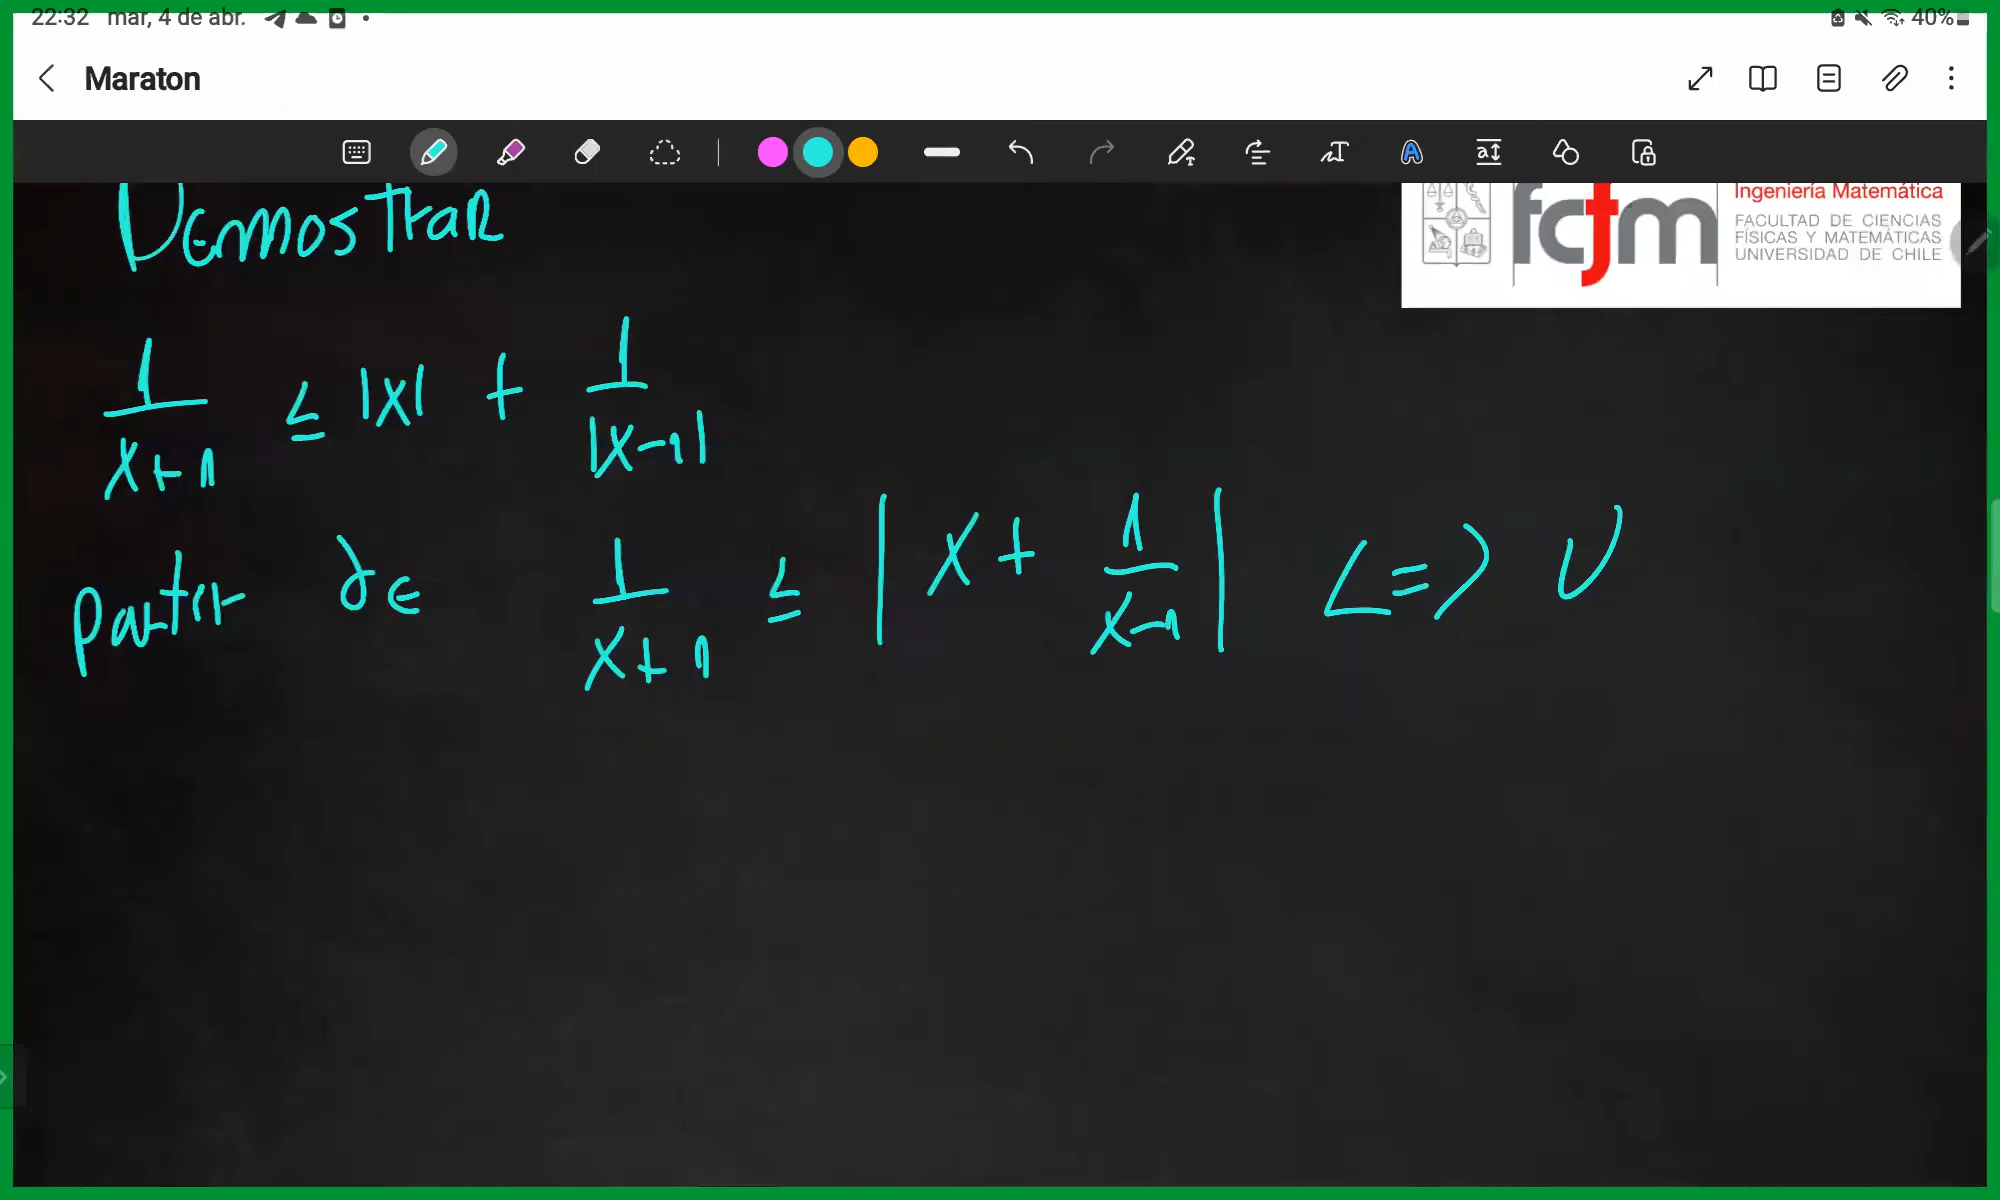 22:32 mar, 4 de abr. 40%
Maraton
Demostrar
Ingeniería Matemática
fcfm
FACULTAD DE CIENCIAS
FÍSICAS Y MATEMÁTICAS
UNIVERSIDAD DE CHILE
1/(x+1) ≤ |x| + 1/|x-1|
partir de 1/(x+1) ≤ |x + 1/(x-1)| <=> V